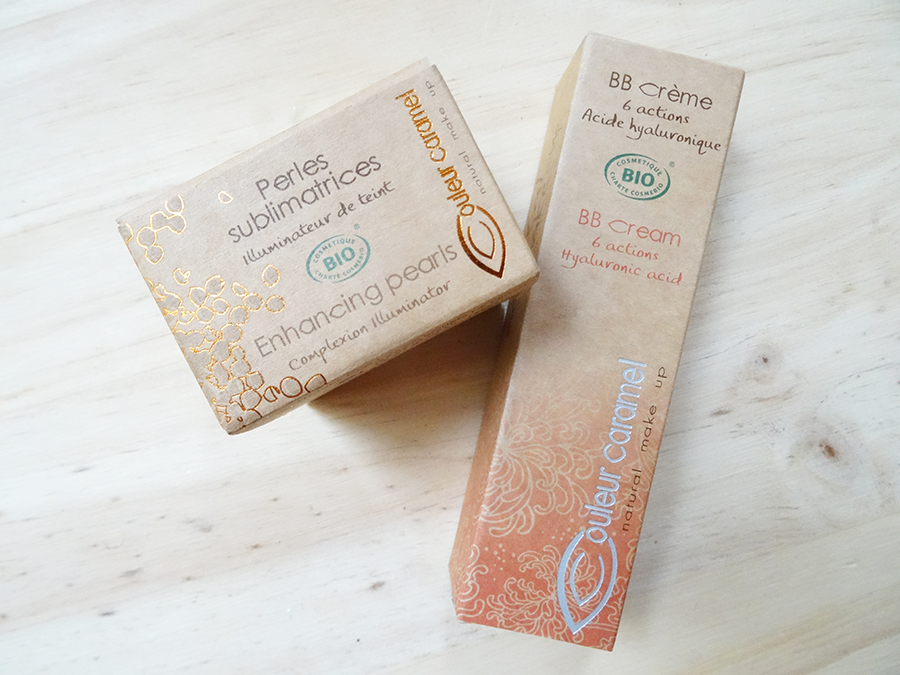 Perles
sublimatrices
Illuminateur de teint
COSMETIQUE
BIO
CHARTE COSMEBIO
®
Enhancing pearls
Complexion Illuminator
Couleur caramel
natural make up
BB Crème
6 actions
Acide hyaluronique
COSMETIQUE
BIO
CHARTE COSMEBIO
®
BB Cream
6 actions
Hyaluronic acid
Couleur caramel
natural make up